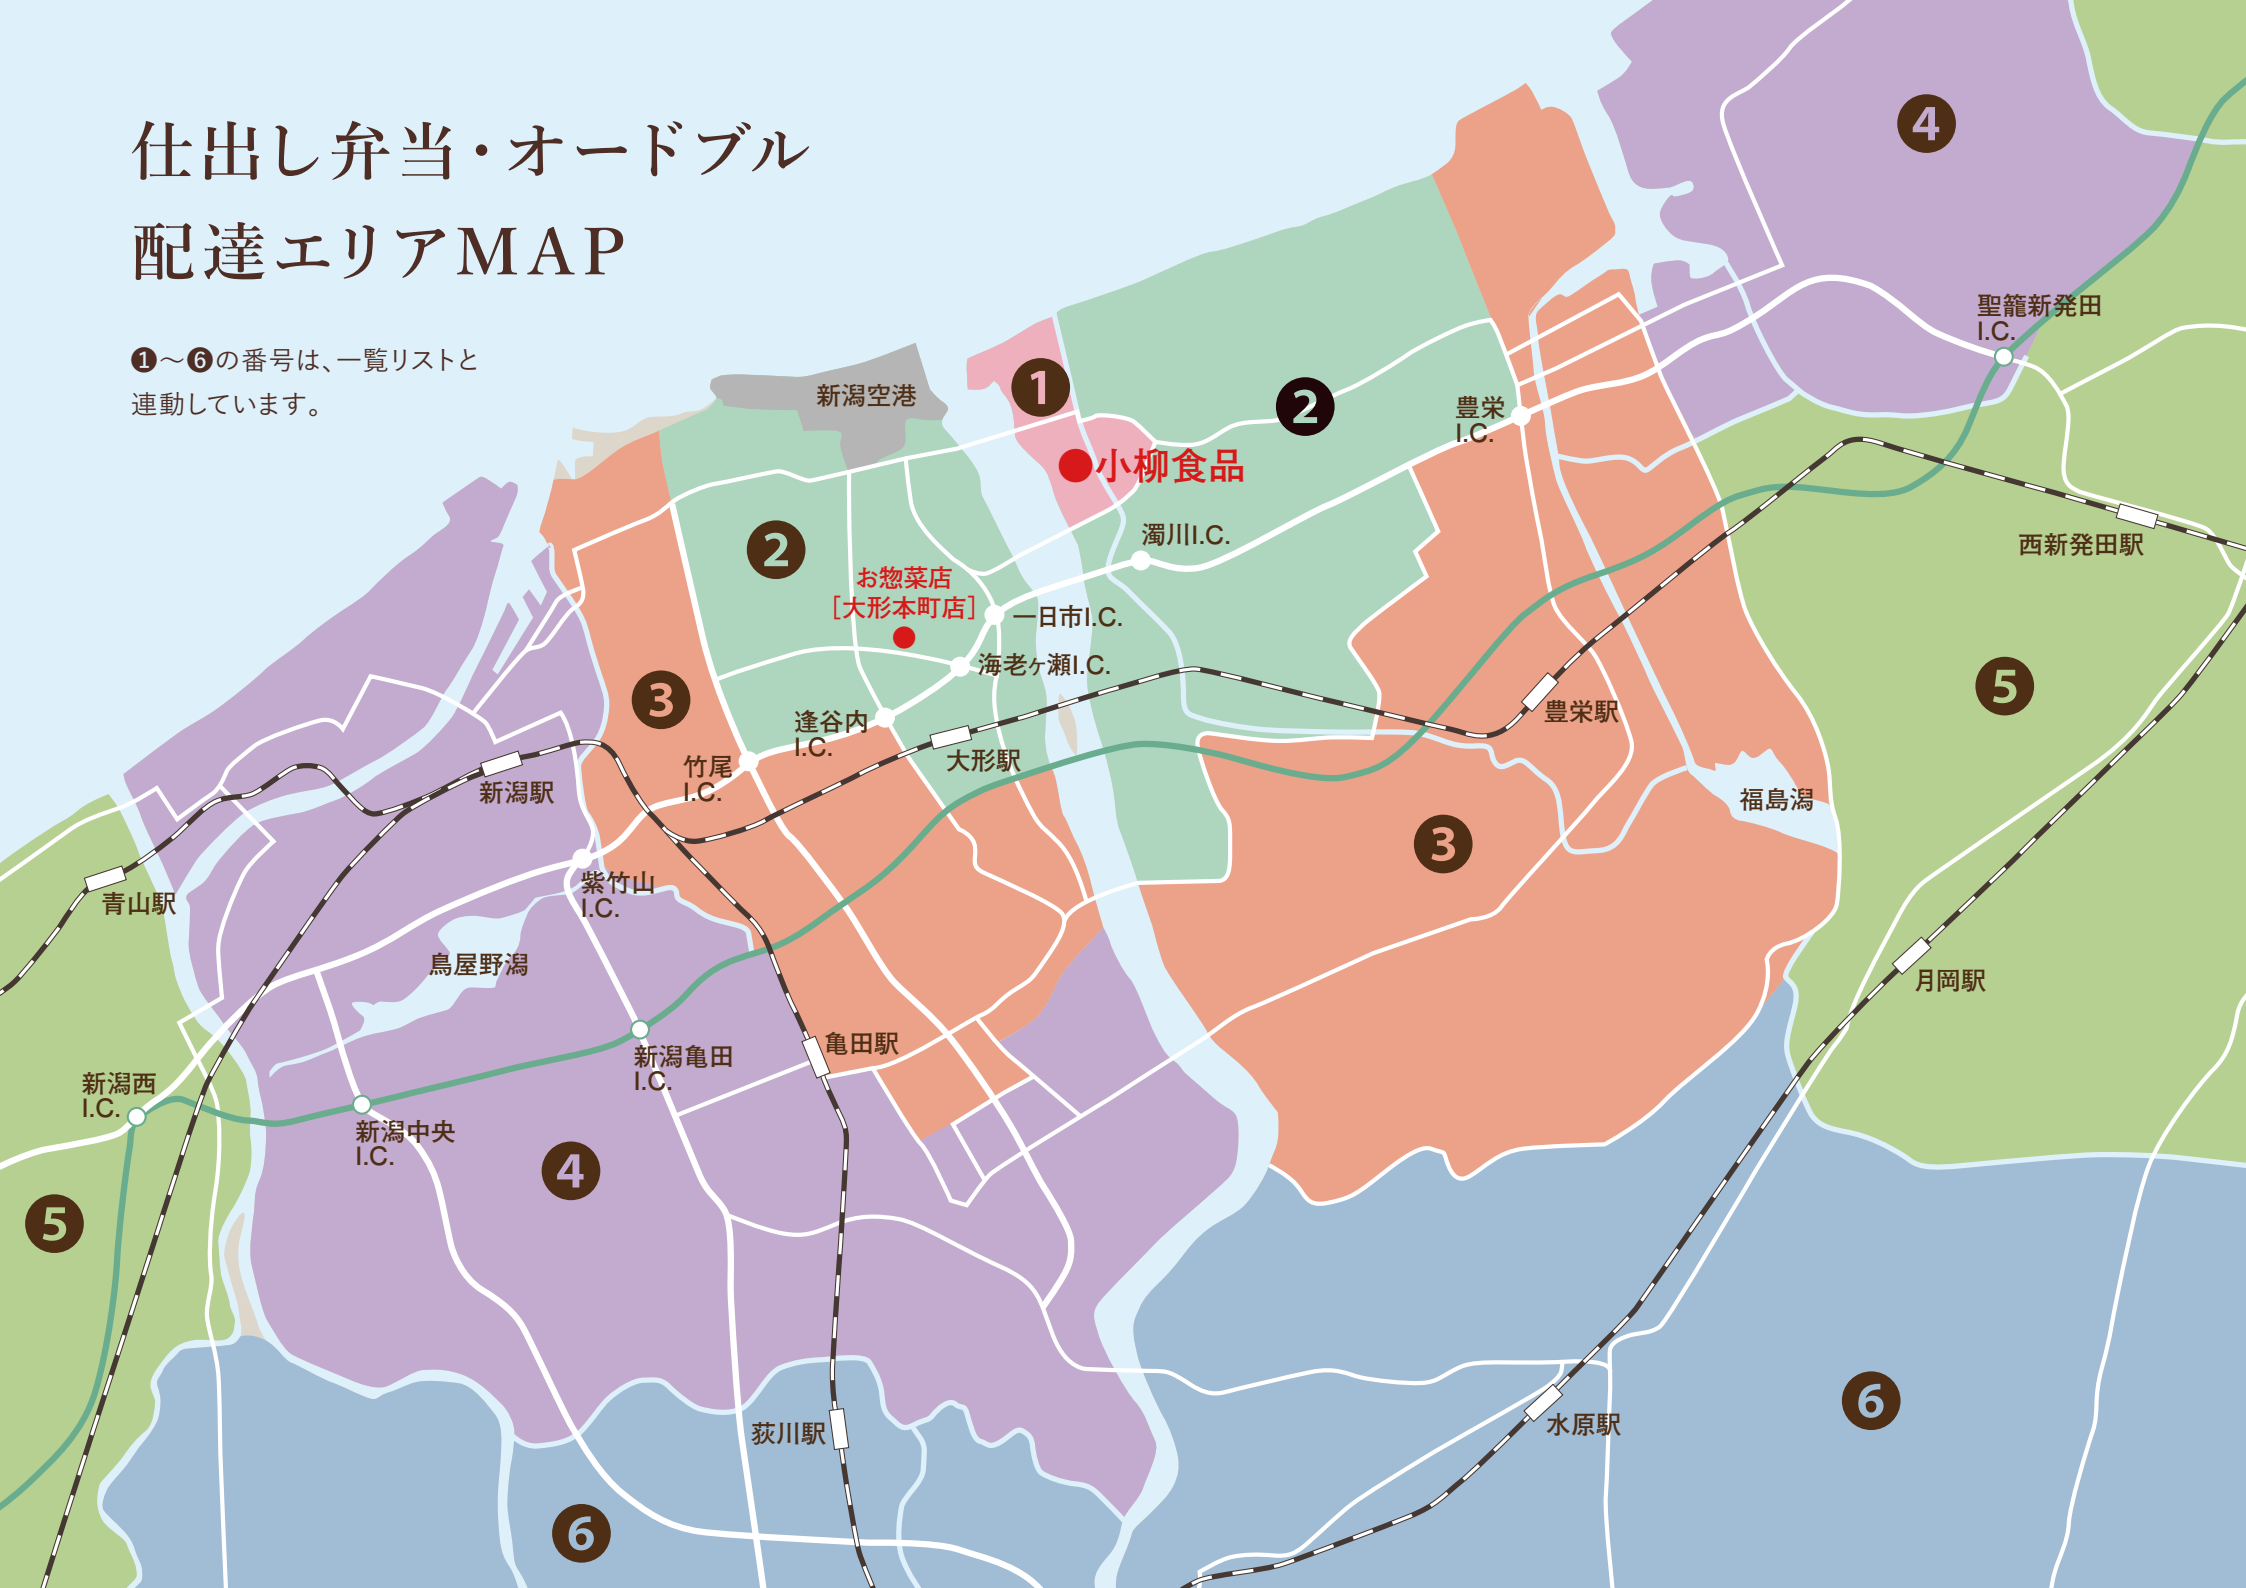 仕出し弁当・オードブル
配達エリアMAP
❶〜❻の番号は、一覧リストと
連動しています。
4
聖籠新発田
I.C.
新潟空港
1
2
豊栄
I.C.
小柳食品
2
濁川I.C.
西新発田駅
お惣菜店
［大形本町店］
一日市I.C.
海老ヶ瀬I.C.
3
5
逢谷内
I.C.
豊栄駅
竹尾
I.C.
大形駅
新潟駅
福島潟
3
青山駅
紫竹山
I.C.
鳥屋野潟
月岡駅
亀田駅
新潟亀田
I.C.
新潟西
I.C.
新潟中央
I.C.
4
5
6
荻川駅
水原駅
6